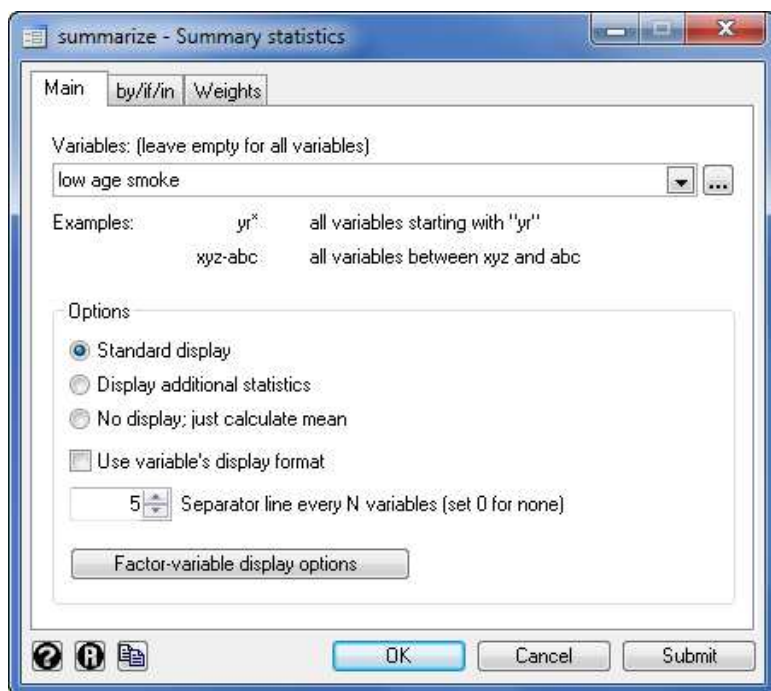 summarize - Summary statistics
Main by/if/in Weights
Variables: (leave empty for all variables)
low age smoke ...
Examples: yr* all variables starting with "yr"
xyz-abc all variables between xyz and abc
Options
Standard display
Display additional statistics
No display; just calculate mean
Use variable's display format
5 Separator line every N variables (set 0 for none)
Factor-variable display options
? R OK Cancel Submit